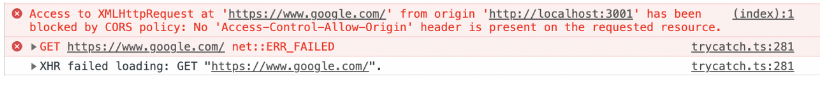 Access to XMLHttpRequest at 'https://www.google.com/' from origin 'http://localhost:3001' has been (index):1
blocked by CORS policy: No 'Access-Control-Allow-Origin' header is present on the requested resource.
GET https://www.google.com/ net::ERR_FAILED trycatch.ts:281
XHR failed loading: GET "https://www.google.com/". trycatch.ts:281